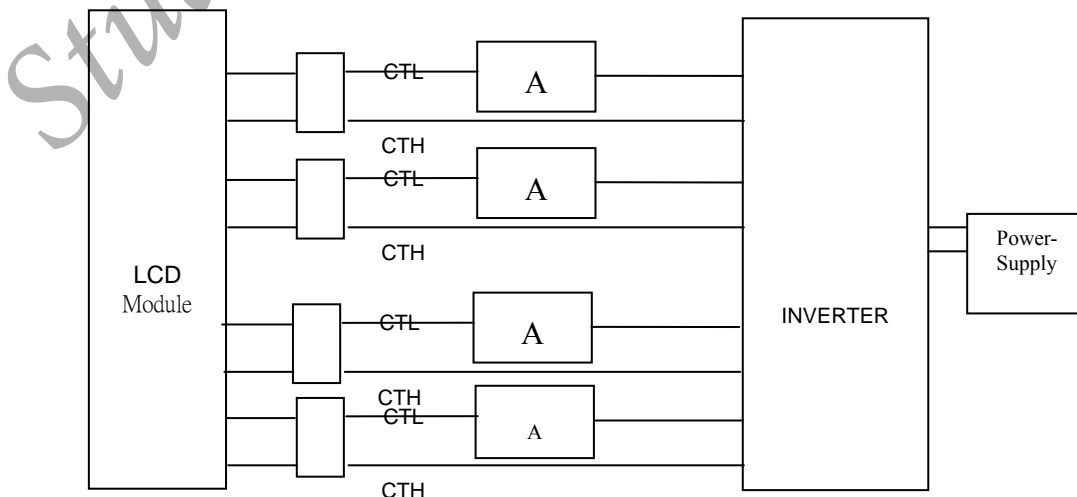 CTL
A
CTH
CTL
A
CTH
LCD
Module
CTL
A
CTH
CTL
A
CTH
INVERTER
Power-
Supply